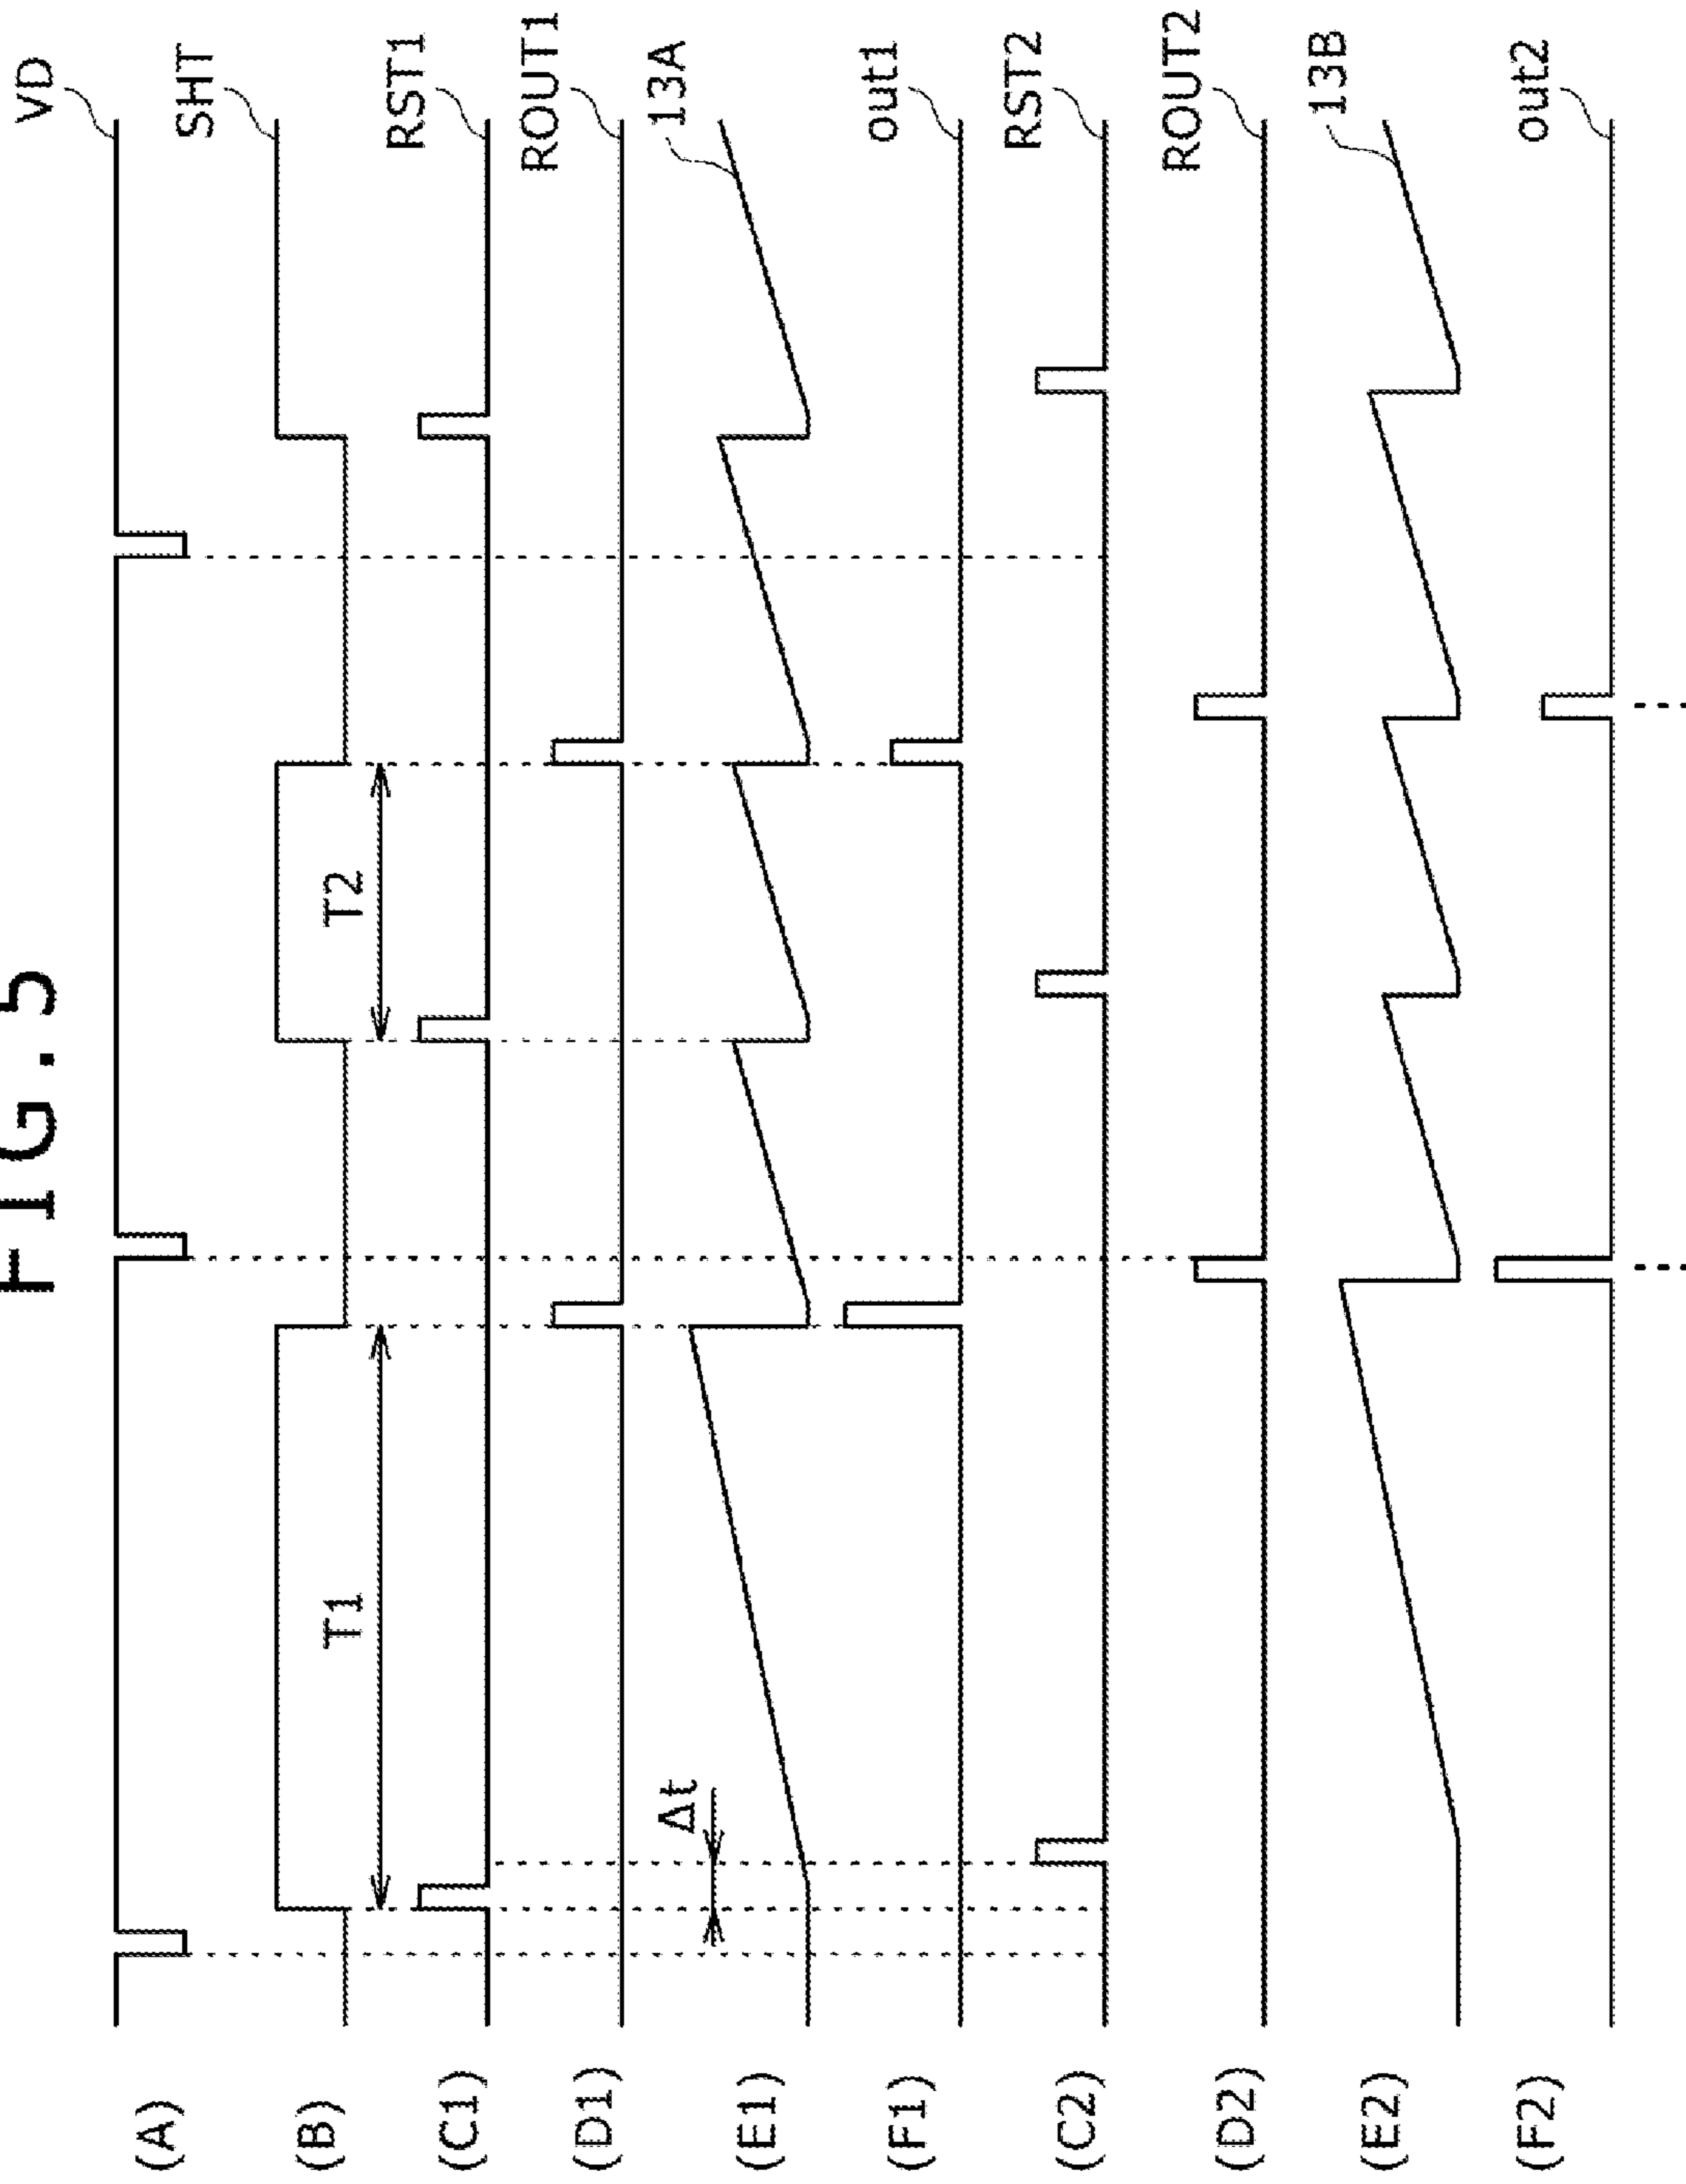 FIG. 5
(A) VD
(B) SHT
T1 T2
(C1) RST1
(D1) ROUT1
(E1) Δt 13A
(F1) out1
(C2) RST2
(D2) ROUT2
(E2) 13B
(F2) out2